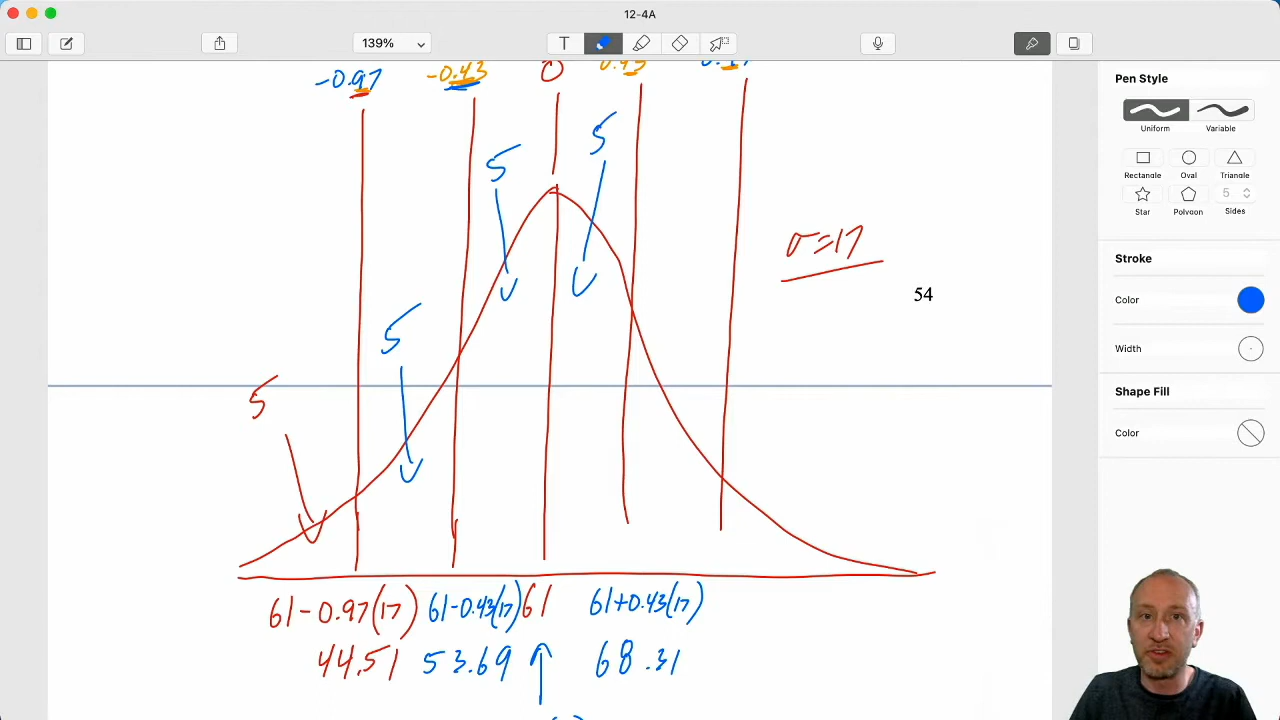 12-4A
139%
T
-0.97 -0.43 0 0.43
5 5
σ=17
54
5
5
61-0.97(17) 61-0.43(17) 61 61+0.43(17)
44.51 53.69 68.31
Pen Style
Uniform Variable
Rectangle Oval Triangle
5
Star Polygon Sides
Stroke
Color
Width
Shape Fill
Color